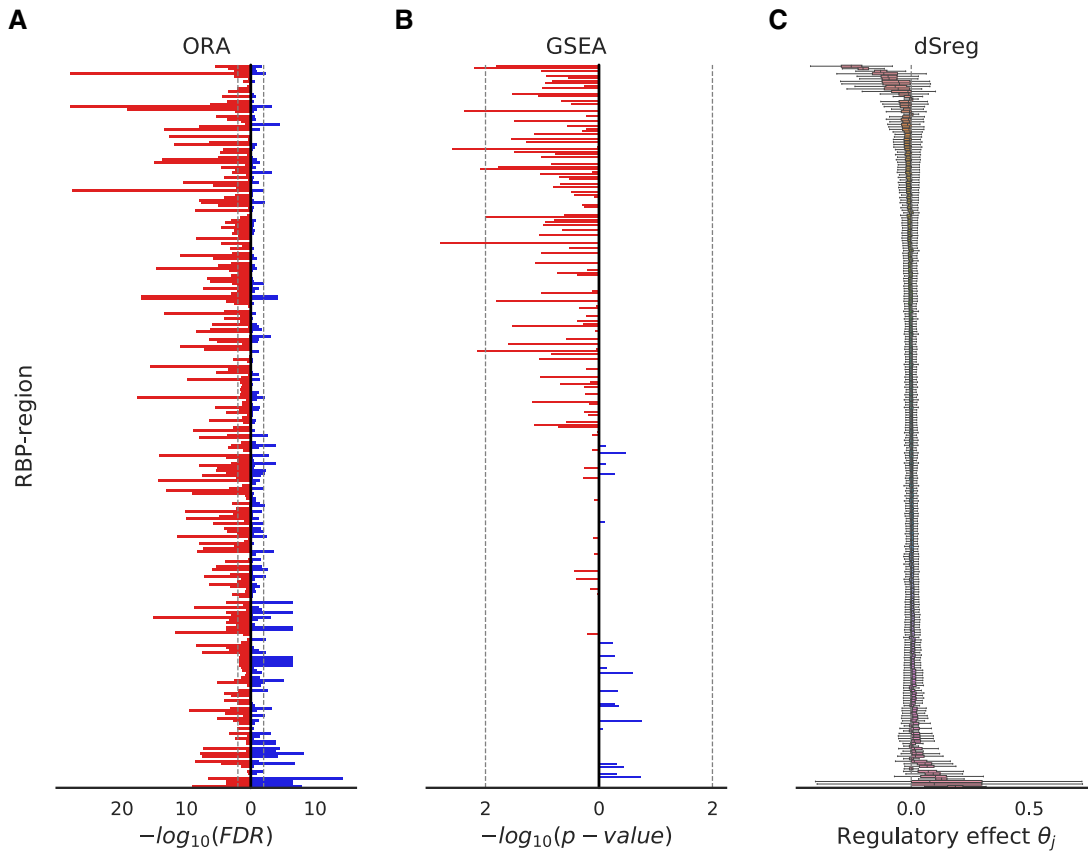 A
B
C
ORA
GSEA
dSreg
RBP-region
20 10 0 10
2 0 2
0.0 0.5
−log10(FDR)
−log10(p − value)
Regulatory effect θj